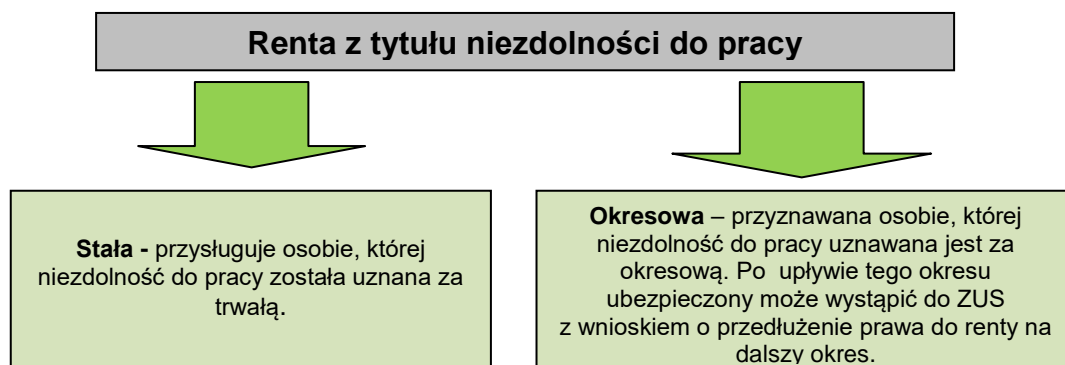 Renta z tytułu niezdolności do pracy
Stała - przysługuje osobie, której
niezdolność do pracy została uznana za
trwałą.
Okresowa – przyznawana osobie, której
niezdolność do pracy uznawana jest za
okresową. Po  upływie tego okresu
ubezpieczony może wystąpić do ZUS
z wnioskiem o przedłużenie prawa do renty na
dalszy okres.